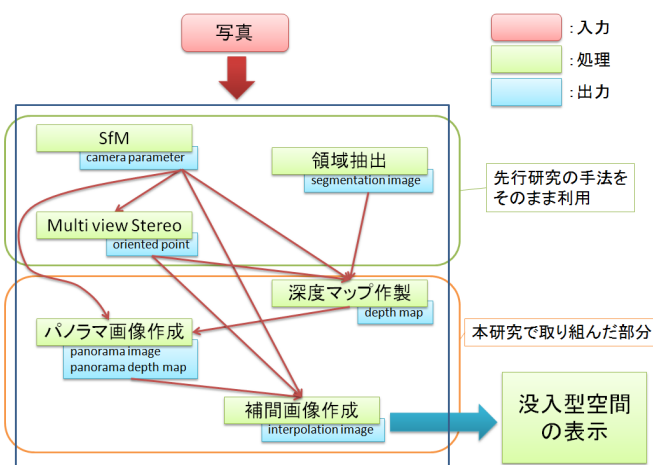 写真
:入力
:処理
:出力
SfM
camera parameter
領域抽出
segmentation image
先行研究の手法を
そのまま利用
Multi view Stereo
oriented point
深度マップ作製
depth map
パノラマ画像作成
panorama image
panorama depth map
本研究で取り組んだ部分
補間画像作成
interpolation image
没入型空間
の表示